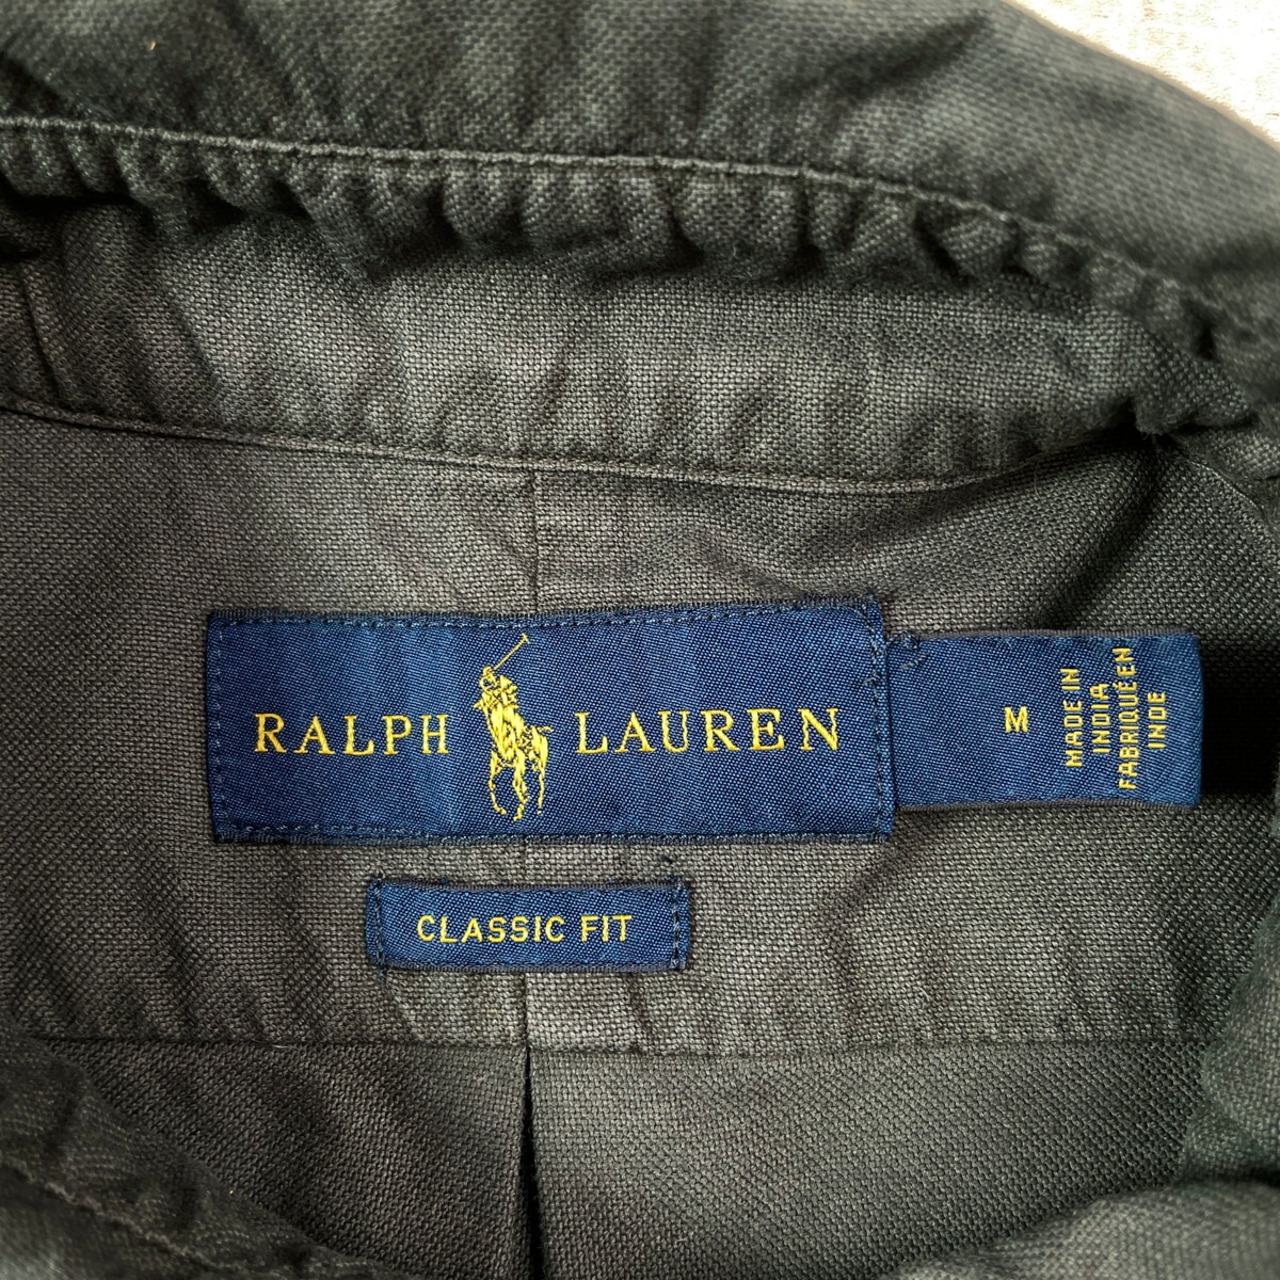 RALPH LAUREN
M
MADE IN
INDIA
FABRIQUÉ EN
INDE
CLASSIC FIT